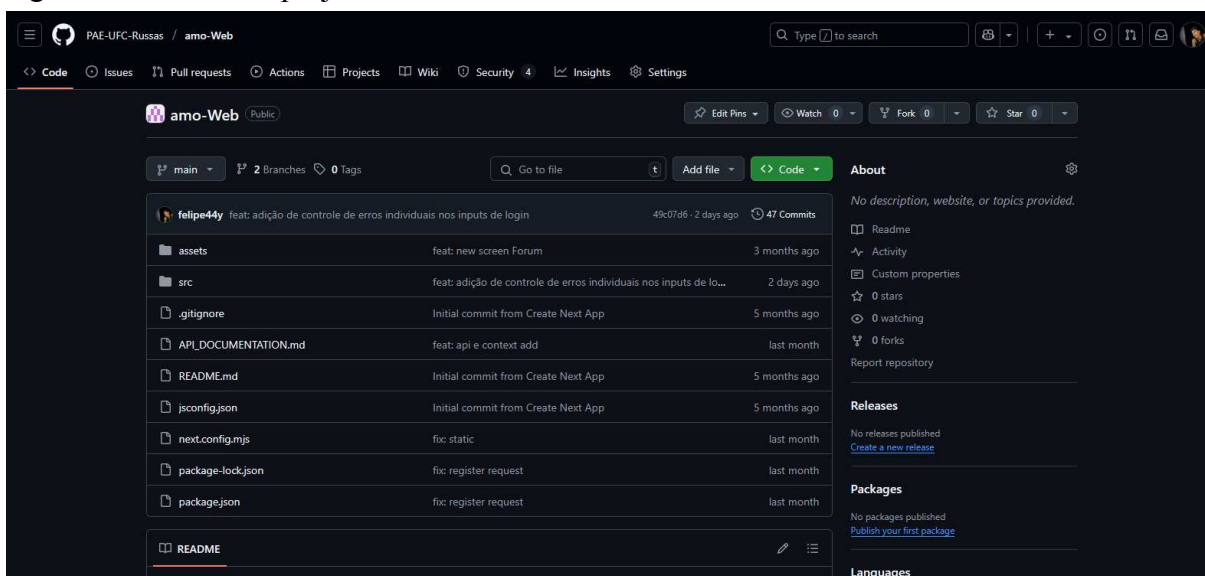 PAE-UFC-Russas / amo-Web
Type / to search
Code Issues Pull requests Actions Projects Wiki Security 4 Insights Settings
amo-Web Public
Edit Pins Watch 0 Fork 0 Star 0
main 2 Branches 0 Tags
Go to file t Add file Code
About
No description, website, or topics provided.
felipe44y feat: adição de controle de erros individuais nos inputs de login 49c07d6 · 2 days ago 47 Commits
assets feat: new screen Forum 3 months ago
src feat: adição de controle de erros individuais nos inputs de lo... 2 days ago
.gitignore Initial commit from Create Next App 5 months ago
API_DOCUMENTATION.md feat: api e context add last month
README.md Initial commit from Create Next App 5 months ago
jsconfig.json Initial commit from Create Next App 5 months ago
next.config.mjs fix: static last month
package-lock.json fix: register request last month
package.json fix: register request last month
README
Readme
Activity
Custom properties
0 stars
0 watching
0 forks
Report repository
Releases
No releases published
Create a new release
Packages
No packages published
Publish your first package
Languages